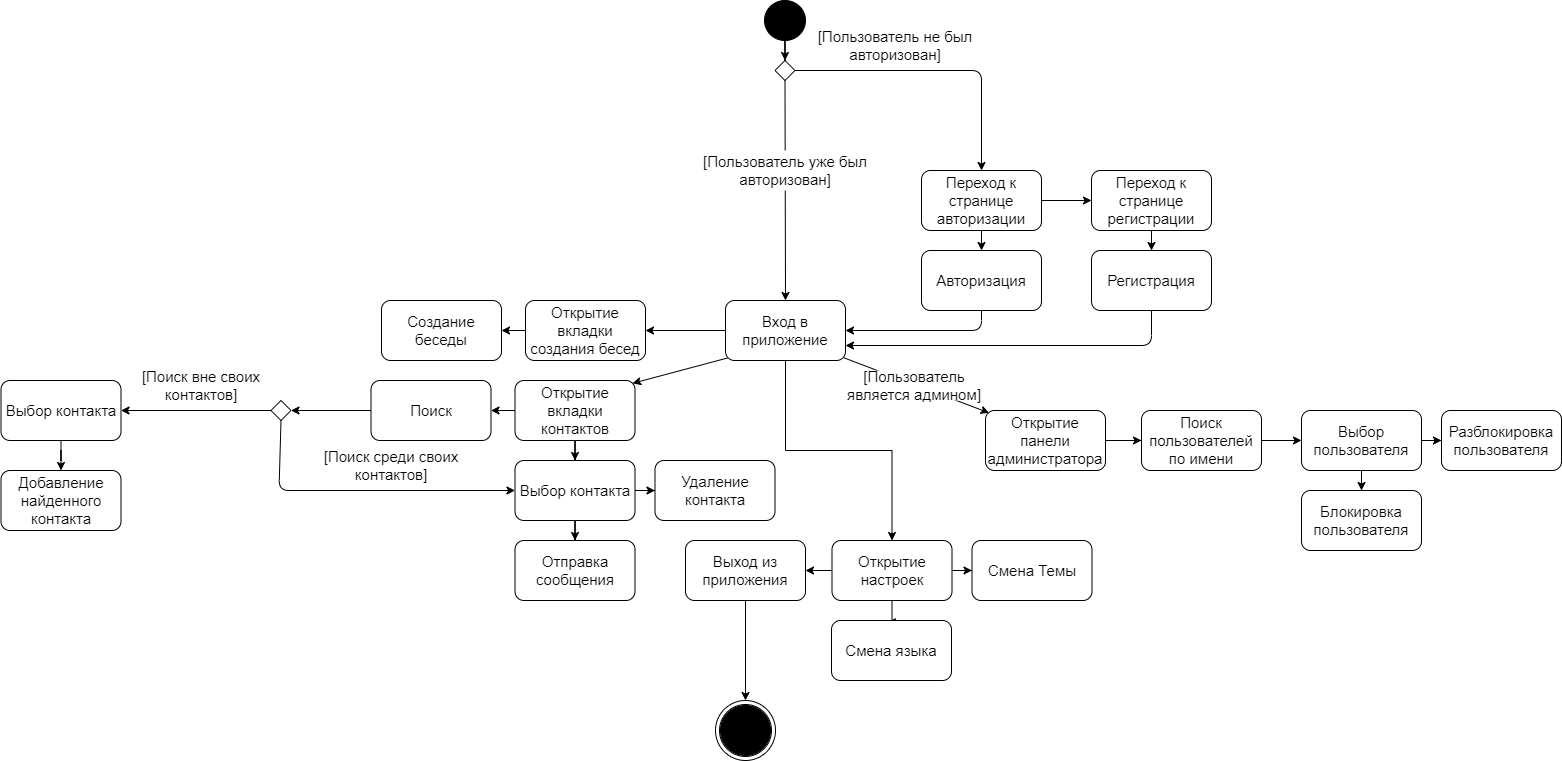 [Пользователь не был
авторизован]
[Пользователь уже был
авторизован]
Переход к
странице
авторизации
Переход к
странице
регистрации
Авторизация
Регистрация
Создание
беседы
Открытие
вкладки
создания бесед
Вход в
приложение
[Поиск вне своих
контактов]
[Пользователь
является админом]
Выбор контакта
Поиск
Открытие
вкладки
контактов
Открытие
панели
администратора
Поиск
пользователей
по имени
Выбор
пользователя
Разблокировка
пользователя
[Поиск среди своих
контактов]
Добавление
найденного
контакта
Выбор контакта
Удаление
контакта
Блокировка
пользователя
Отправка
сообщения
Выход из
приложения
Открытие
настроек
Смена Темы
Смена языка